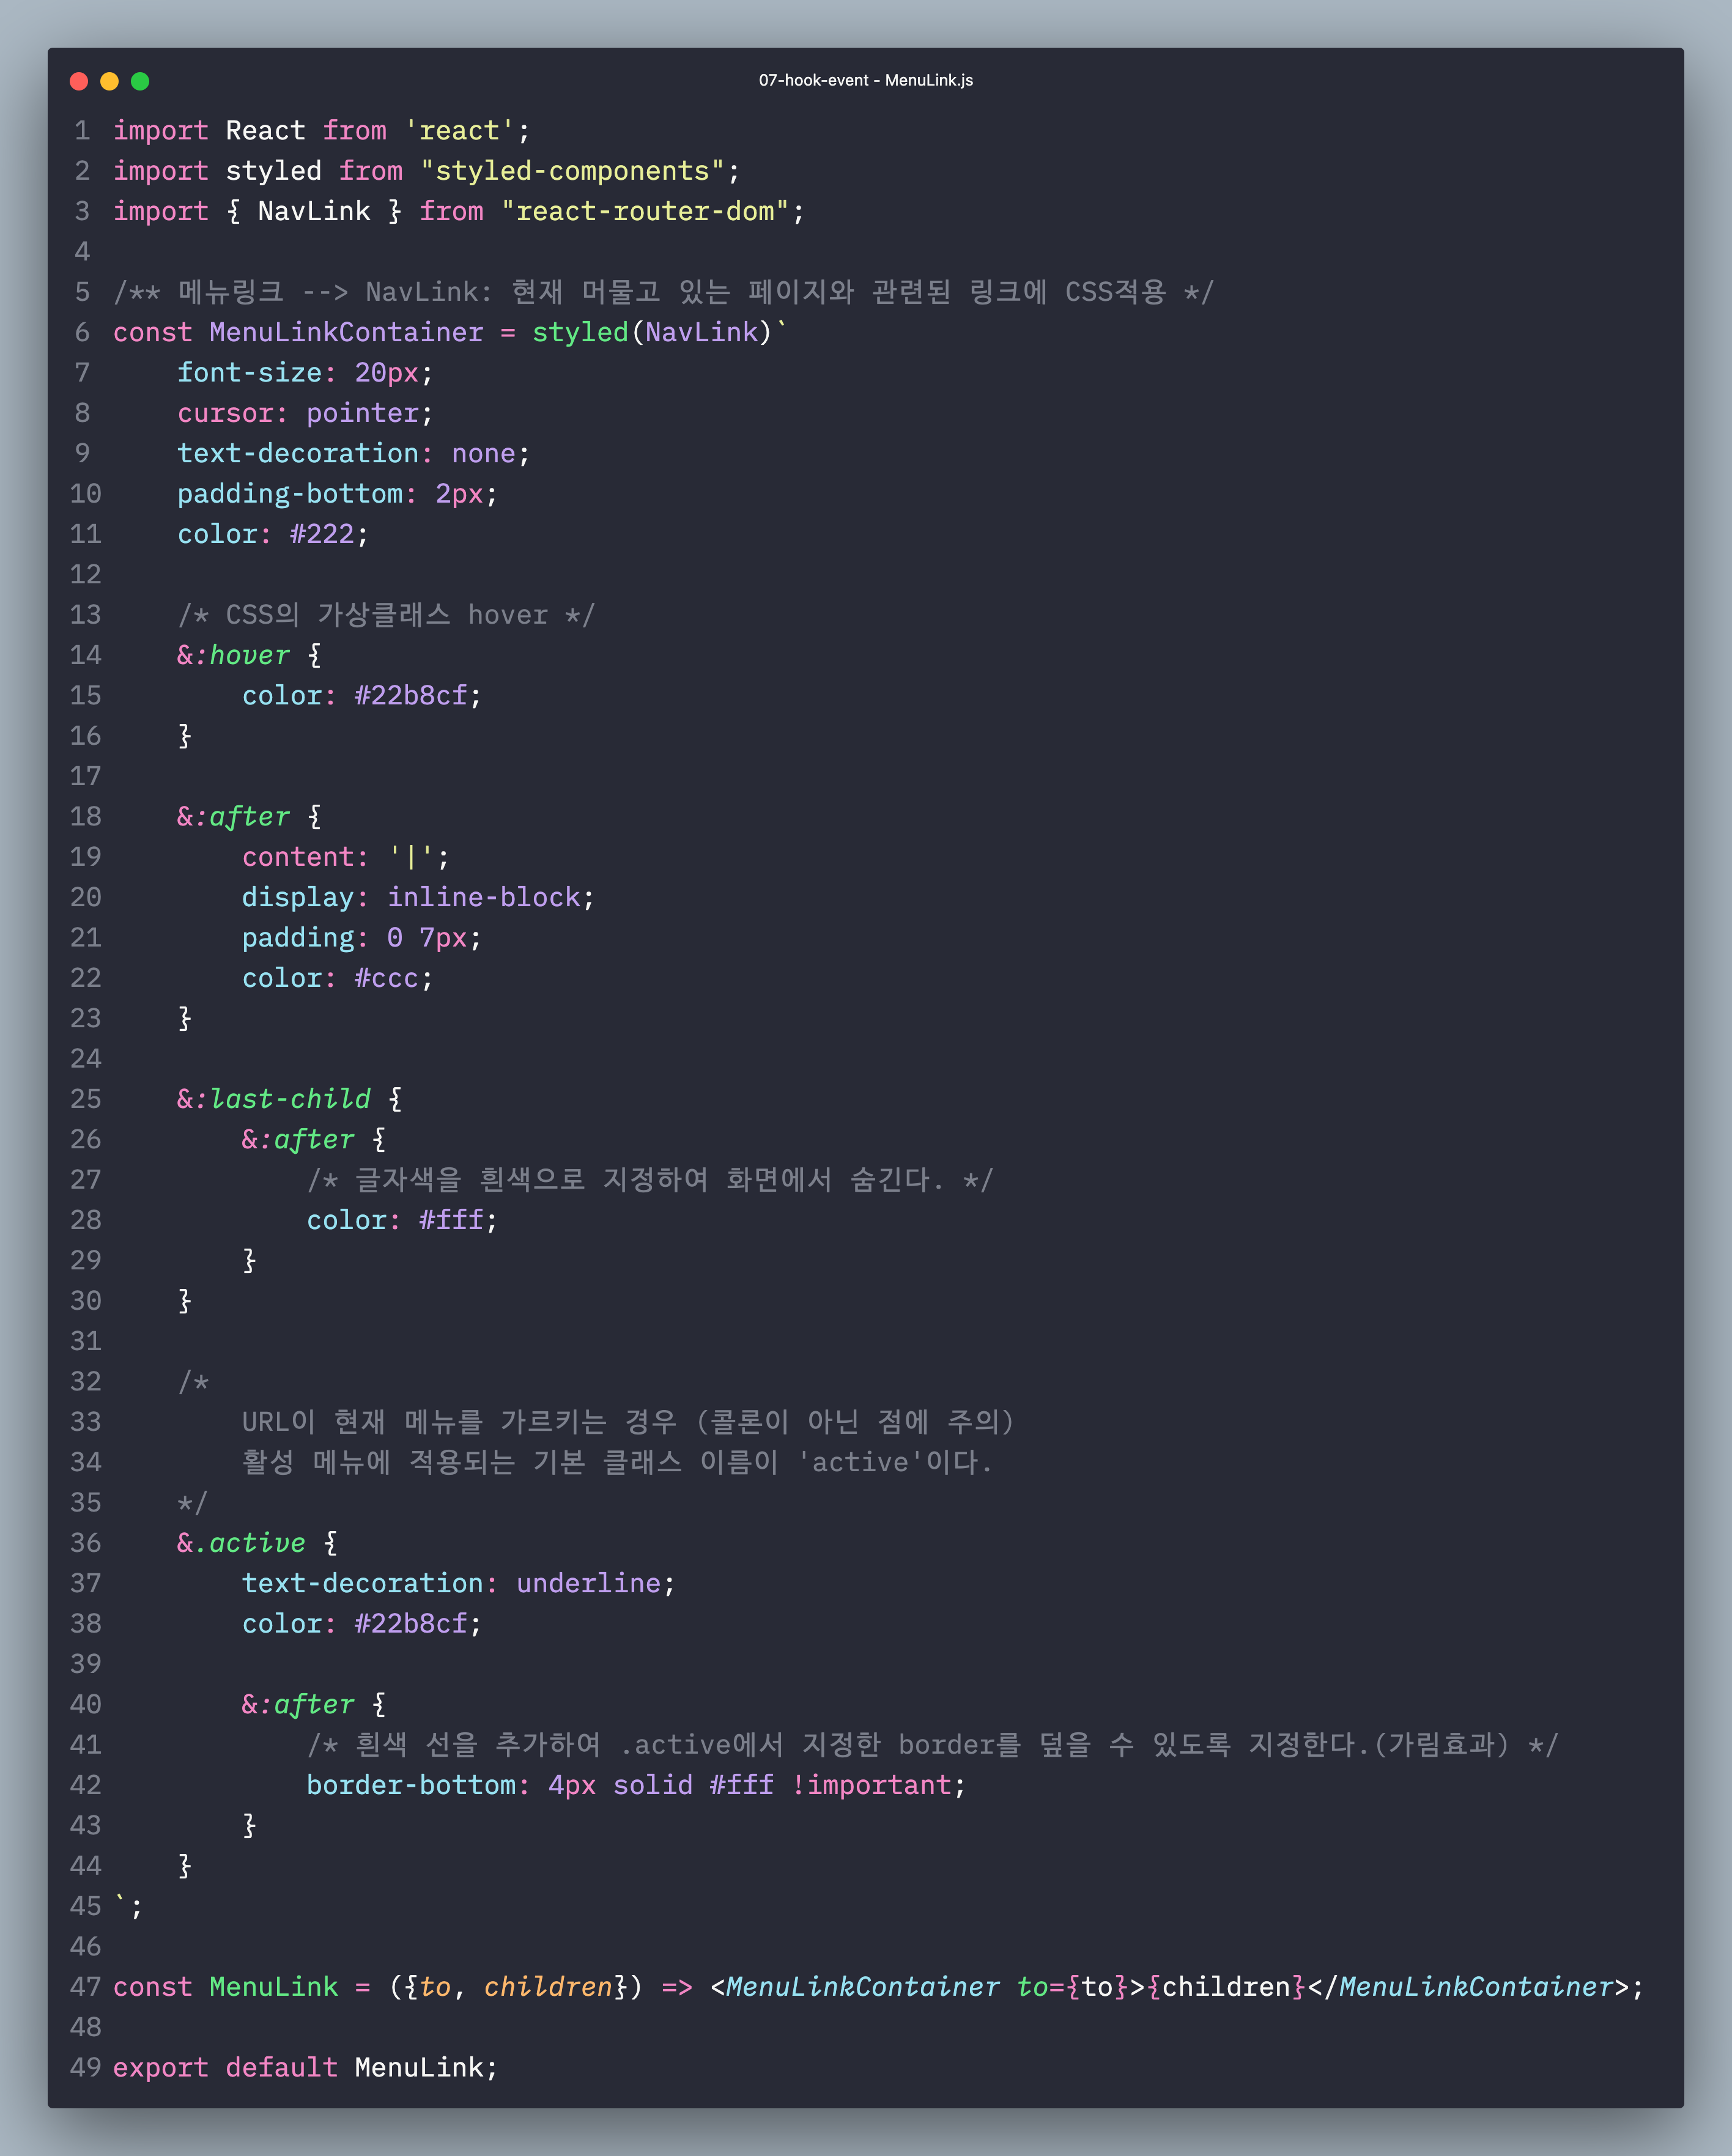 07-hook-event - MenuLink.js
1 import React from 'react';
2 import styled from "styled-components";
3 import { NavLink } from "react-router-dom";
4
5 /** 메뉴링크 --> NavLink: 현재 머물고 있는 페이지와 관련된 링크에 CSS적용 */
6 const MenuLinkContainer = styled(NavLink)`
7     font-size: 20px;
8     cursor: pointer;
9     text-decoration: none;
10     padding-bottom: 2px;
11     color: #222;
12
13     /* CSS의 가상클래스 hover */
14     &:hover {
15         color: #22b8cf;
16     }
17
18     &:after {
19         content: '|';
20         display: inline-block;
21         padding: 0 7px;
22         color: #ccc;
23     }
24
25     &:last-child {
26         &:after {
27             /* 글자색을 흰색으로 지정하여 화면에서 숨긴다. */
28             color: #fff;
29         }
30     }
31
32     /*
33         URL이 현재 메뉴를 가르키는 경우 (콜론이 아닌 점에 주의)
34         활성 메뉴에 적용되는 기본 클래스 이름이 'active'이다.
35     */
36     &.active {
37         text-decoration: underline;
38         color: #22b8cf;
39
40         &:after {
41             /* 흰색 선을 추가하여 .active에서 지정한 border를 덮을 수 있도록 지정한다.(가림효과) */
42             border-bottom: 4px solid #fff !important;
43         }
44     }
45 `;
46
47 const MenuLink = ({to, children}) => <MenuLinkContainer to={to}>{children}</MenuLinkContainer>;
48
49 export default MenuLink;